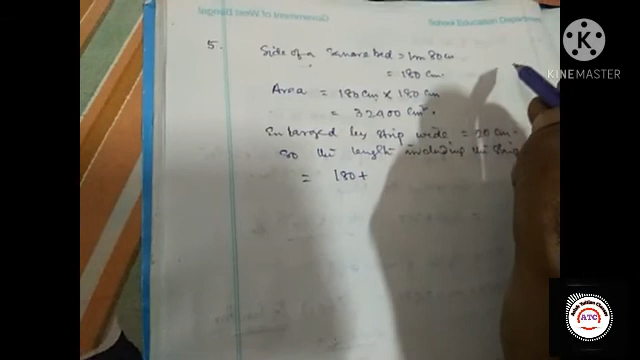 Government of West Bengal
School Education Department
5. Side of a Square bed = 1m 80cm
= 180 cm.
Area = 180 cm × 180 cm
= 32400 cm².
Enlarged by strip wide = 20 cm.
So the length including the strip
= 180 +
KINEMASTER
ATC